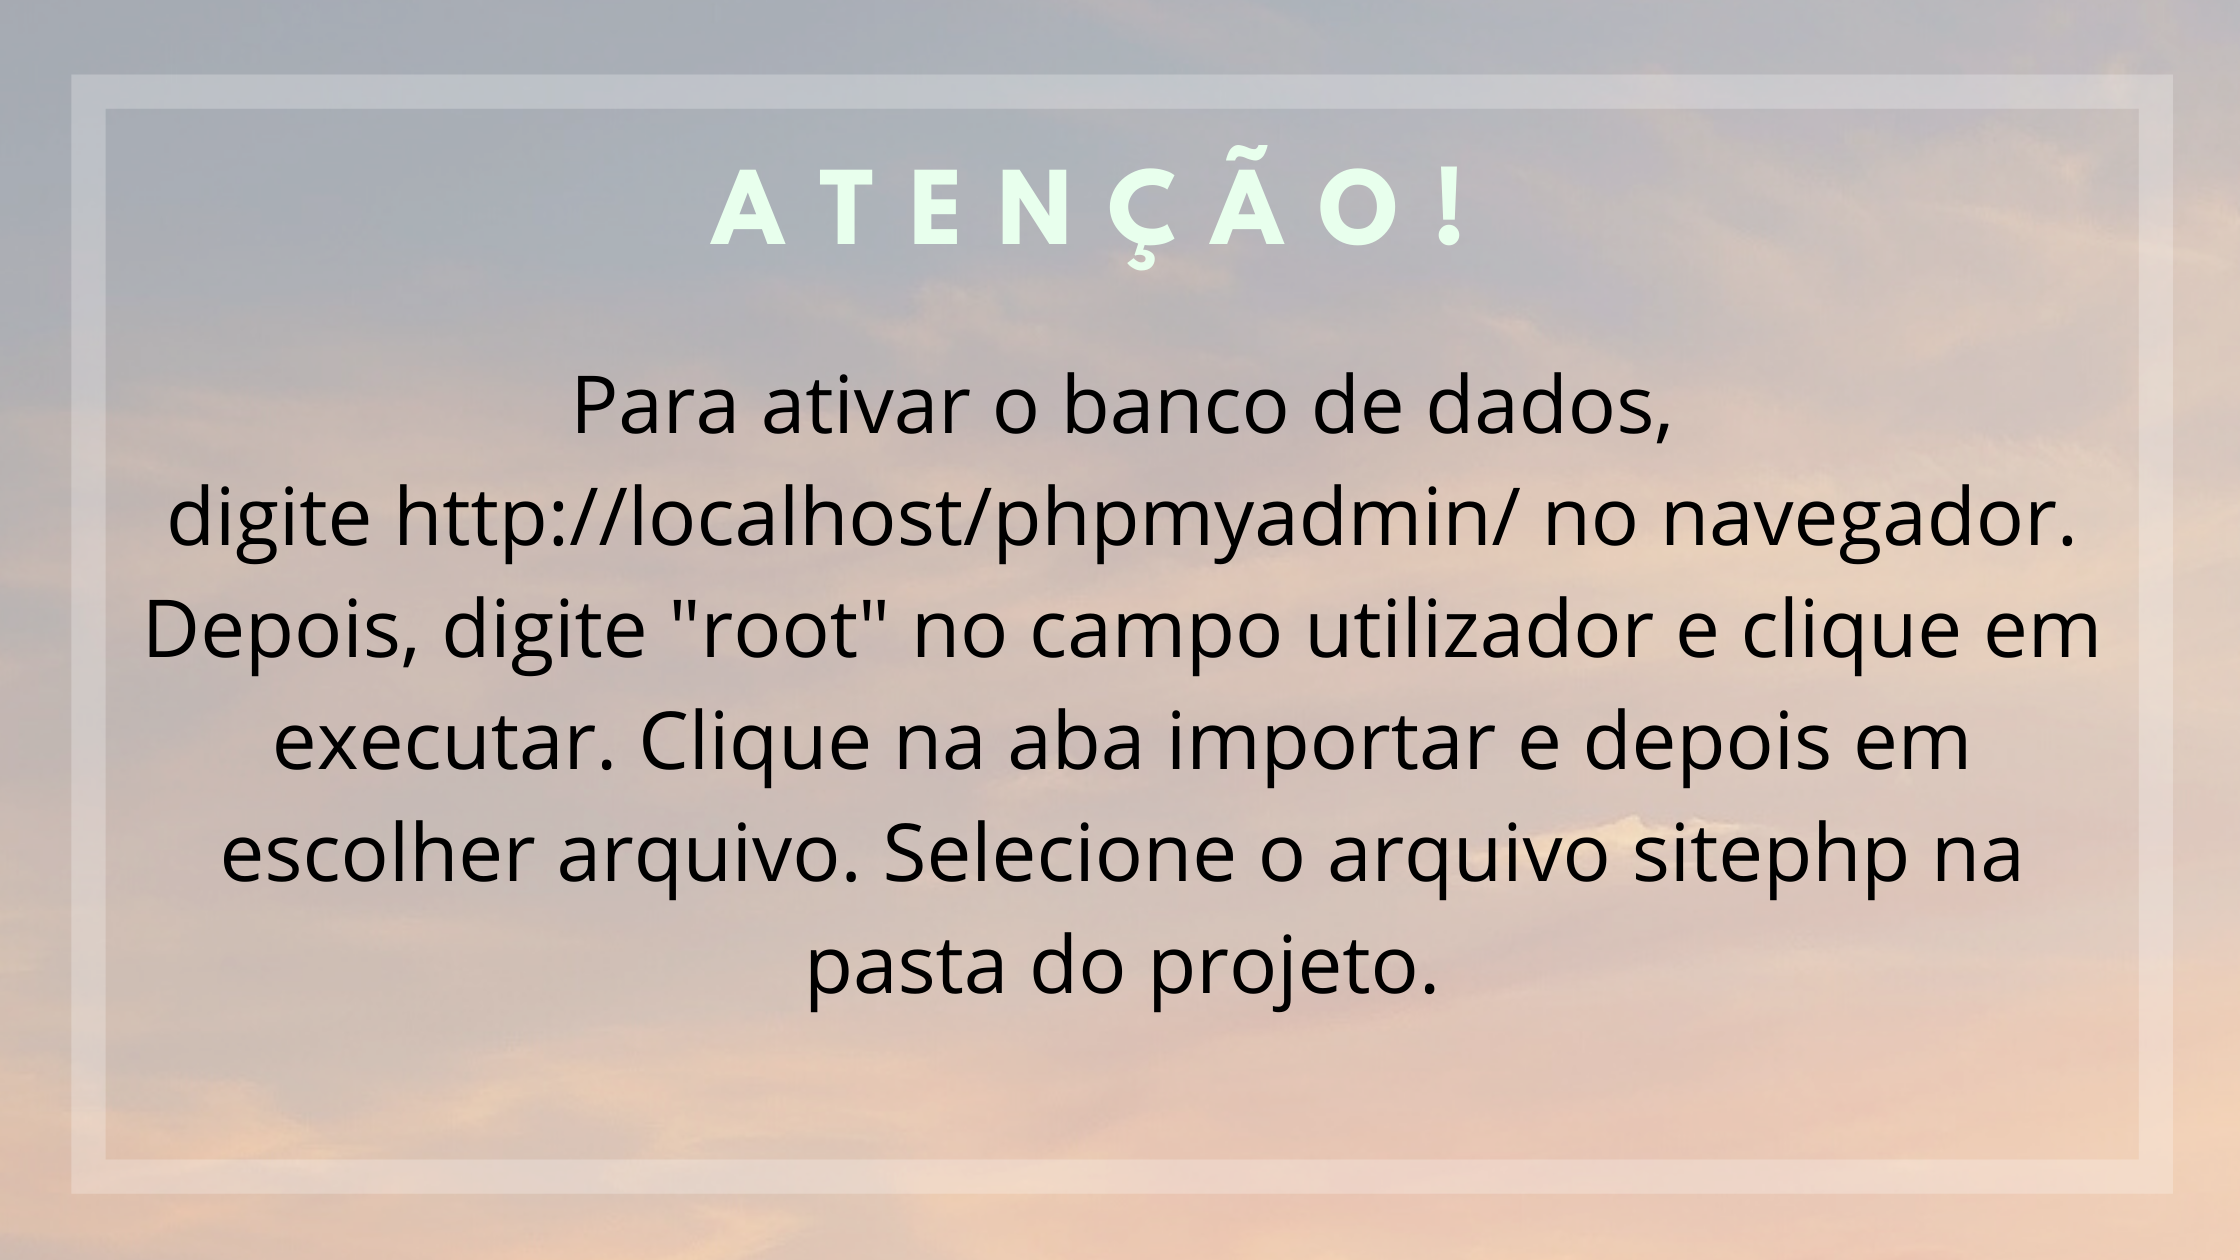 ATENÇÃO!
Para ativar o banco de dados,
digite http://localhost/phpmyadmin/ no navegador.
Depois, digite "root" no campo utilizador e clique em
executar. Clique na aba importar e depois em
escolher arquivo. Selecione o arquivo sitephp na
pasta do projeto.